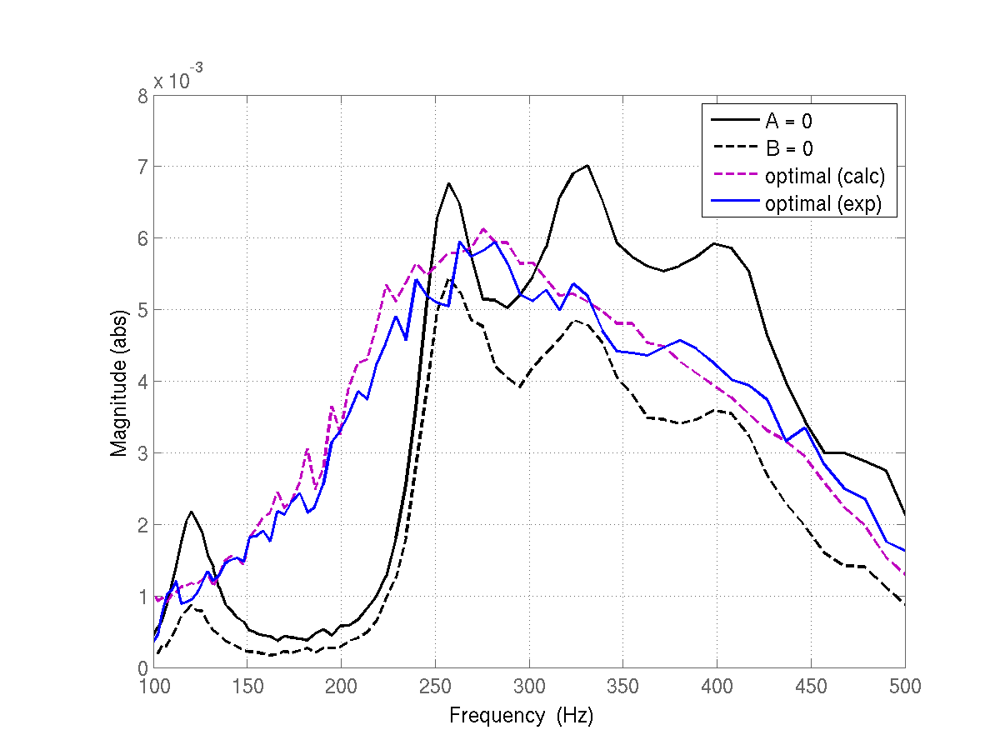 x 10^-3
8
7
6
5
4
3
2
1
0
Magnitude (abs)
A = 0
B = 0
optimal (calc)
optimal (exp)
100 150 200 250 300 350 400 450 500
Frequency (Hz)